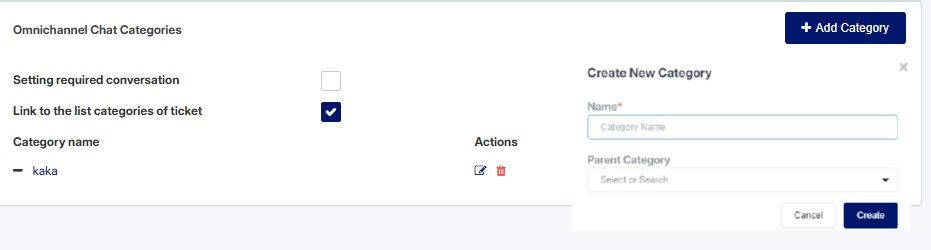 Omnichannel Chat Categories
+ Add Category
Setting required conversation
Link to the list categories of ticket
Category name
Actions
kaka
Create New Category
×
Name*
Category Name
Parent Category
Select or Search
Cancel
Create